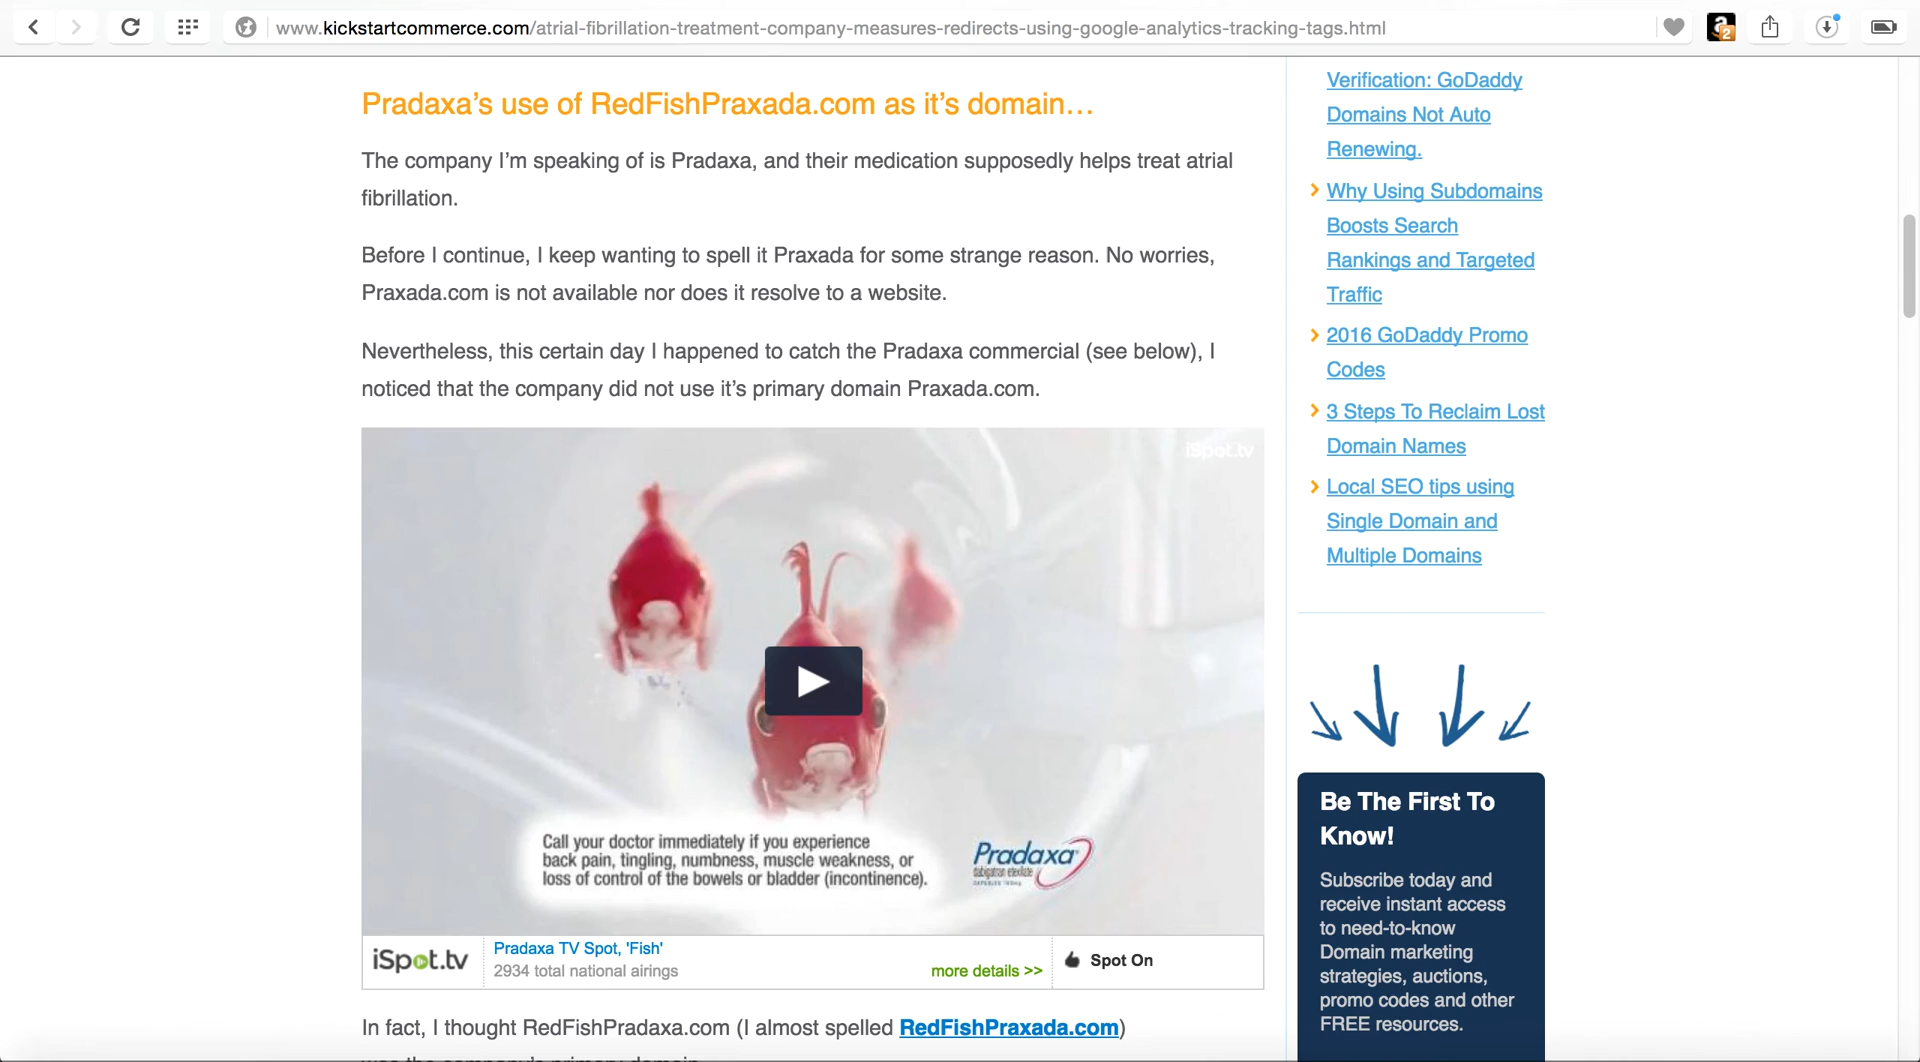 www.kickstartcommerce.com/atrial-fibrillation-treatment-company-measures-redirects-using-google-analytics-tracking-tags.html
2
Pradaxa’s use of RedFishPraxada.com as it’s domain…
The company I’m speaking of is Pradaxa, and their medication supposedly helps treat atrial
fibrillation.
Before I continue, I keep wanting to spell it Praxada for some strange reason. No worries,
Praxada.com is not available nor does it resolve to a website.
Nevertheless, this certain day I happened to catch the Pradaxa commercial (see below), I
noticed that the company did not use it’s primary domain Praxada.com.
iSpot.tv
Call your doctor immediately if you experience
back pain, tingling, numbness, muscle weakness, or
loss of control of the bowels or bladder (incontinence).
Pradaxa
dabigatran etexilate
iSpot.tv
Pradaxa TV Spot, 'Fish'
2934 total national airings
more details >>
Spot On
In fact, I thought RedFishPradaxa.com (I almost spelled RedFishPraxada.com)
was the company's primary domain
Verification: GoDaddy
Domains Not Auto
Renewing.
Why Using Subdomains
Boosts Search
Rankings and Targeted
Traffic
2016 GoDaddy Promo
Codes
3 Steps To Reclaim Lost
Domain Names
Local SEO tips using
Single Domain and
Multiple Domains
Be The First To
Know!
Subscribe today and
receive instant access
to need-to-know
Domain marketing
strategies, auctions,
promo codes and other
FREE resources.